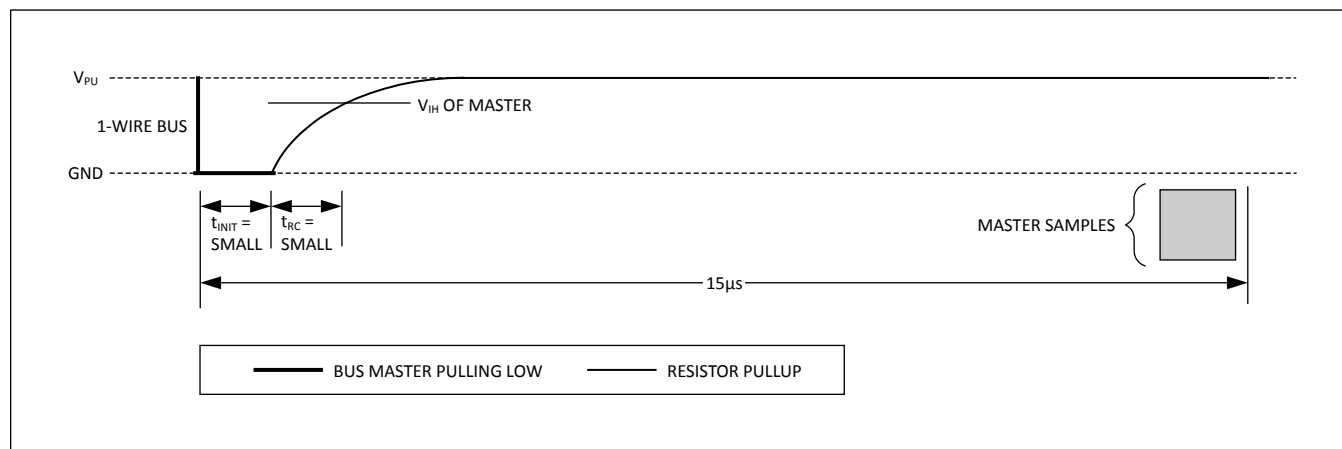 VPU
VIH OF MASTER
1-WIRE BUS
GND
tINIT =
SMALL
tRC =
SMALL
MASTER SAMPLES
15µs
BUS MASTER PULLING LOW
RESISTOR PULLUP